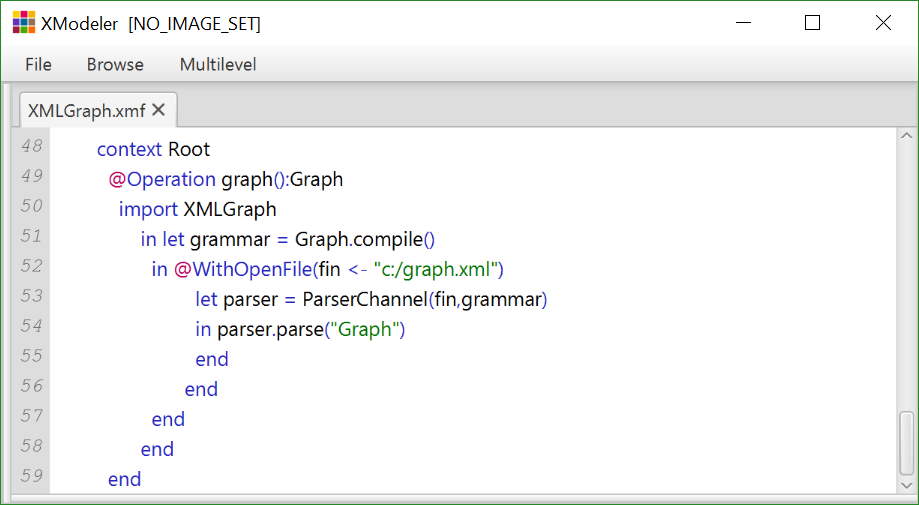 XModeler [NO_IMAGE_SET]
File Browse Multilevel
XMLGraph.xmf
48 context Root
49 @Operation graph():Graph
50 import XMLGraph
51 in let grammar = Graph.compile()
52 in @WithOpenFile(fin <- "c:/graph.xml")
53 let parser = ParserChannel(fin,grammar)
54 in parser.parse("Graph")
55 end
56 end
57 end
58 end
59 end